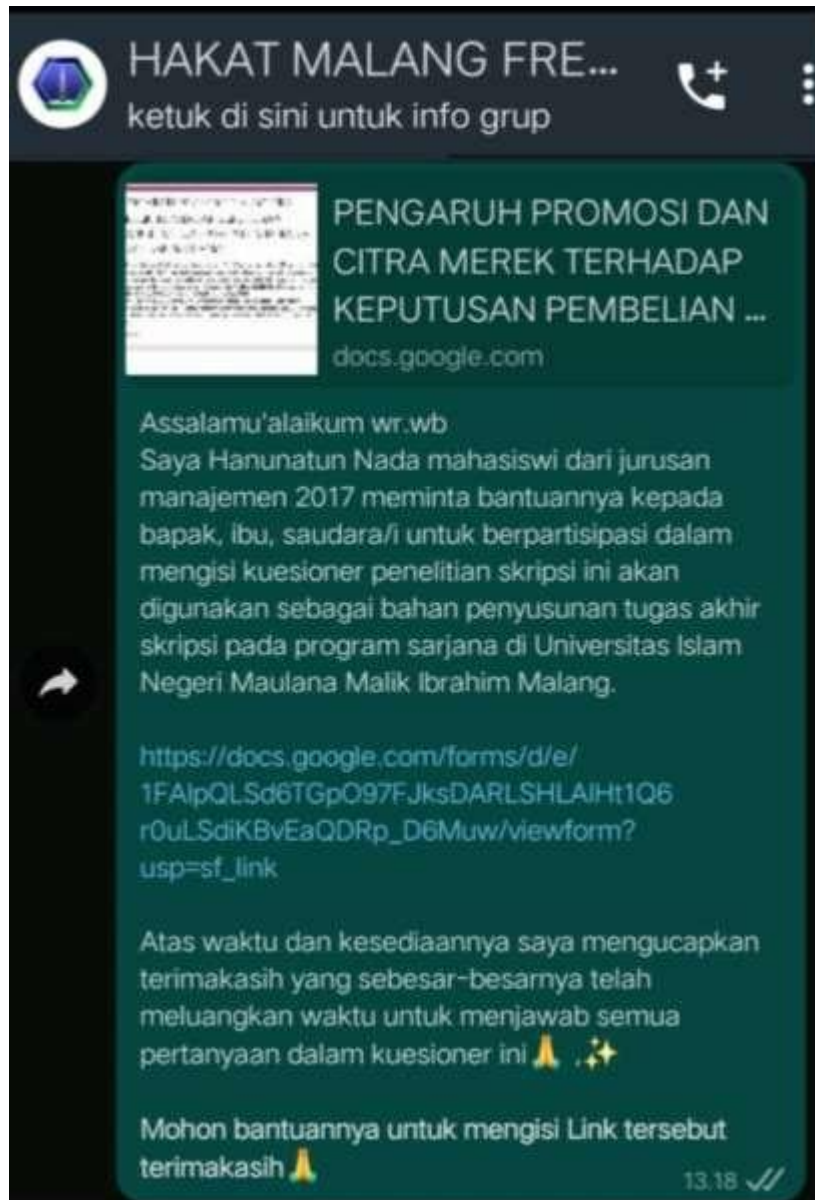 HAKAT MALANG FRE...
ketuk di sini untuk info grup
PENGARUH PROMOSI DAN
CITRA MEREK TERHADAP
KEPUTUSAN PEMBELIAN ...
docs.google.com
Assalamu'alaikum wr.wb
Saya Hanunatun Nada mahasiswi dari jurusan
manajemen 2017 meminta bantuannya kepada
bapak, ibu, saudara/i untuk berpartisipasi dalam
mengisi kuesioner penelitian skripsi ini akan
digunakan sebagai bahan penyusunan tugas akhir
skripsi pada program sarjana di Universitas Islam
Negeri Maulana Malik Ibrahim Malang.
https://docs.google.com/forms/d/e/
1FAIpQLSd6TGpO97FJksDARLSHLAIHt1Q6
r0uLSdiKBvEaQDRp_D6Muw/viewform?
usp=sf_link
Atas waktu dan kesediaannya saya mengucapkan
terimakasih yang sebesar-besarnya telah
meluangkan waktu untuk menjawab semua
pertanyaan dalam kuesioner ini🙏 .✨
Mohon bantuannya untuk mengisi Link tersebut
terimakasih🙏
13.18